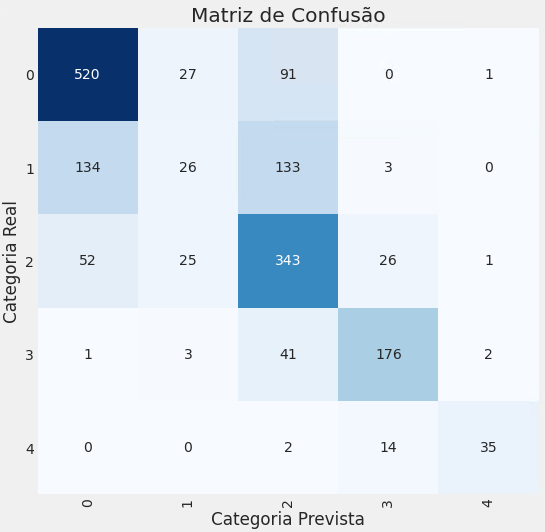 Matriz de Confusão
Categoria Real
0 520 27 91 0 1
1 134 26 133 3 0
2 52 25 343 26 1
3 1 3 41 176 2
4 0 0 2 14 35
0 1 2 3 4
Categoria Prevista